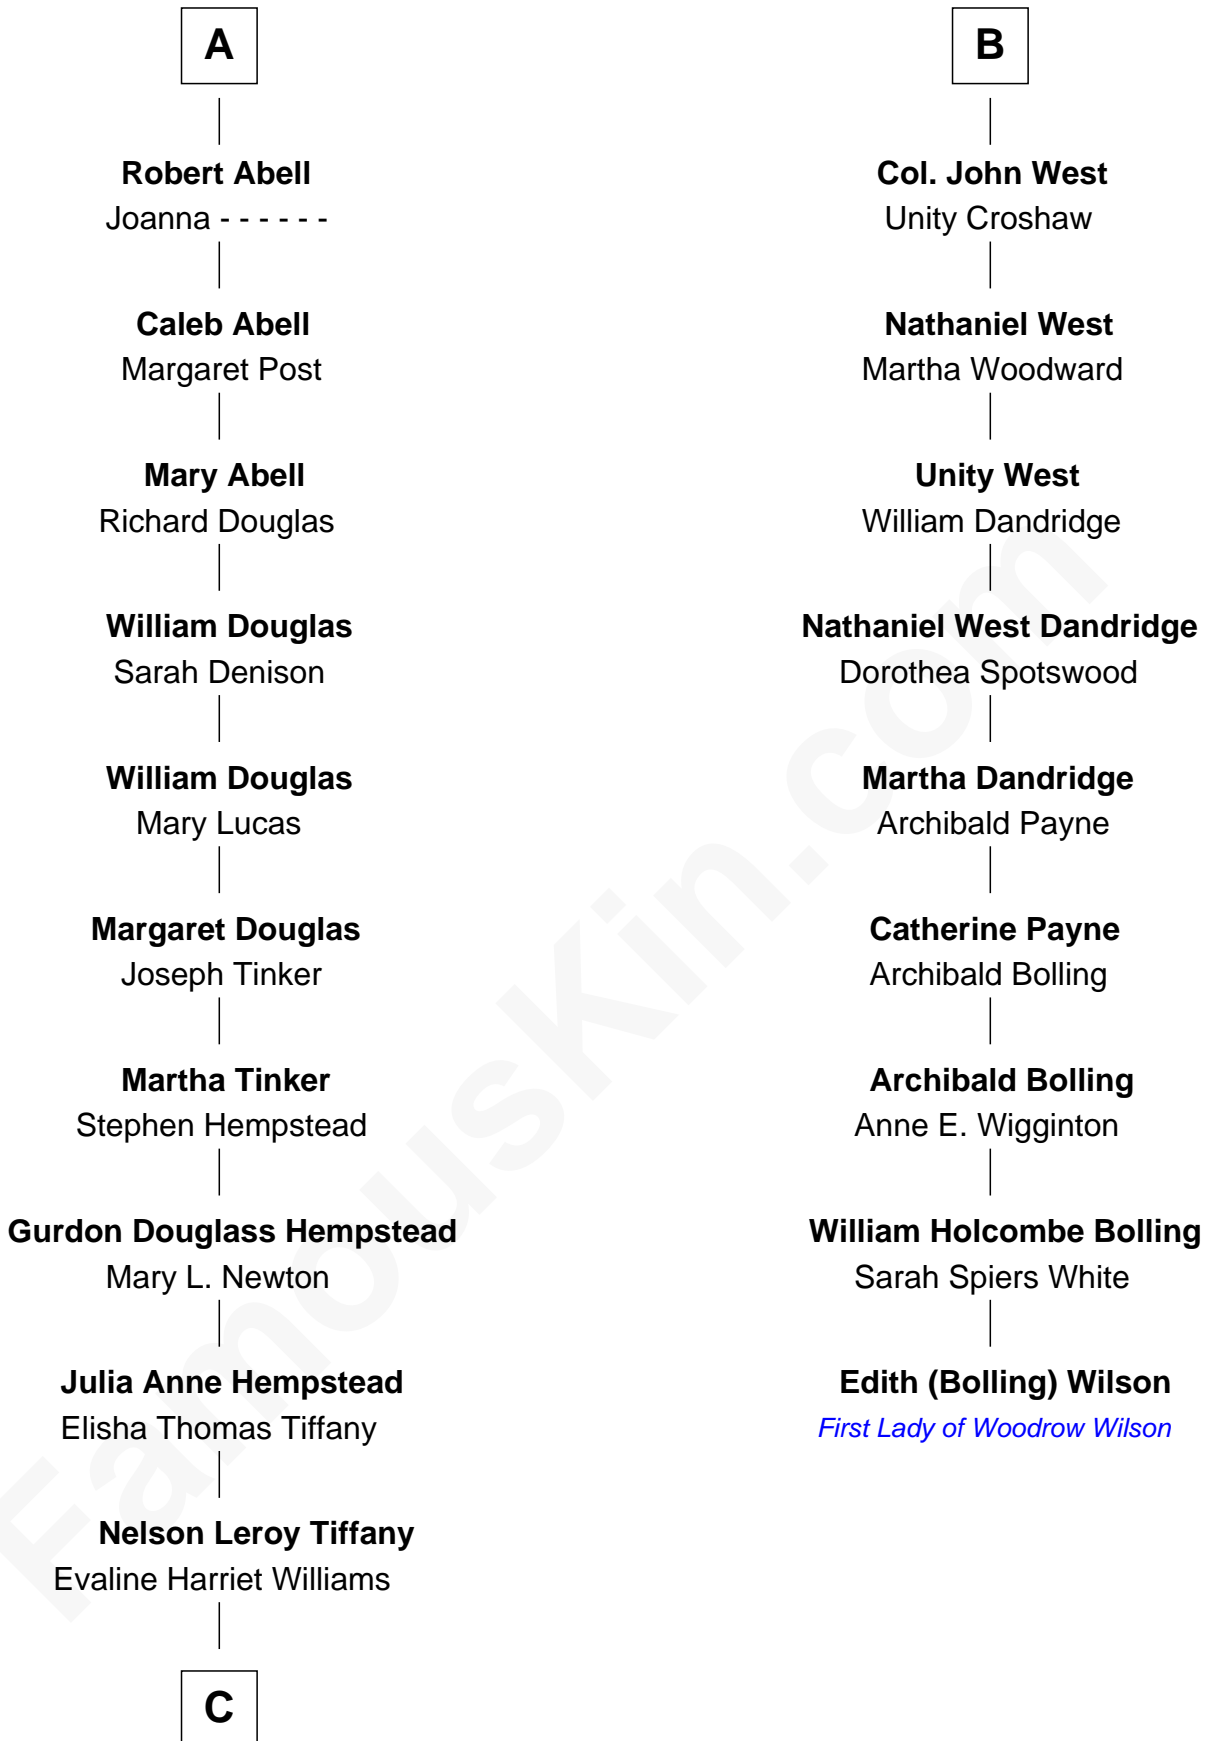 A
Robert Abell
Joanna - - - - - -
Caleb Abell
Margaret Post
Mary Abell
Richard Douglas
William Douglas
Sarah Denison
William Douglas
Mary Lucas
Margaret Douglas
Joseph Tinker
Martha Tinker
Stephen Hempstead
Gurdon Douglass Hempstead
Mary L. Newton
Julia Anne Hempstead
Elisha Thomas Tiffany
Nelson Leroy Tiffany
Evaline Harriet Williams
C
B
Col. John West
Unity Croshaw
Nathaniel West
Martha Woodward
Unity West
William Dandridge
Nathaniel West Dandridge
Dorothea Spotswood
Martha Dandridge
Archibald Payne
Catherine Payne
Archibald Bolling
Archibald Bolling
Anne E. Wigginton
William Holcombe Bolling
Sarah Spiers White
Edith (Bolling) Wilson
First Lady of Woodrow Wilson
FamousKin.com